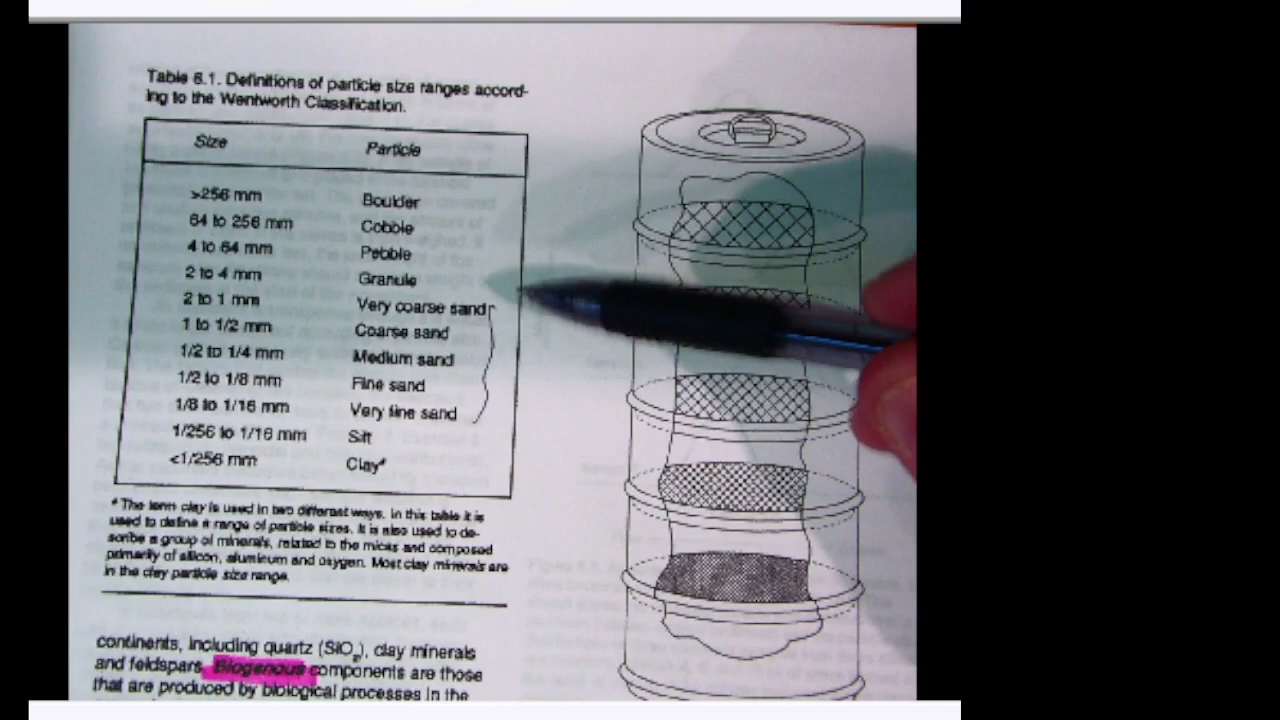 Table 6.1. Definitions of particle size ranges accord-
ing to the Wentworth Classification.
Size Particle
>256 mm Boulder
64 to 256 mm Cobble
4 to 64 mm Pebble
2 to 4 mm Granule
2 to 1 mm Very coarse sand
1 to 1/2 mm Coarse sand
1/2 to 1/4 mm Medium sand
1/2 to 1/8 mm Fine sand
1/8 to 1/16 mm Very fine sand
1/256 to 1/16 mm Silt
<1/256 mm Clay*
* The term clay is used in two different ways. In this table it is
used to define a range of particle sizes. It is also used to de-
scribe a group of minerals, related to the micas and composed
primarily of silicon, aluminum and oxygen. Most clay minerals are
in the clay particle size range.
continents, including quartz (SiO₂), clay minerals
and feldspars. Biogenous components are those
that are produced by biological processes in the